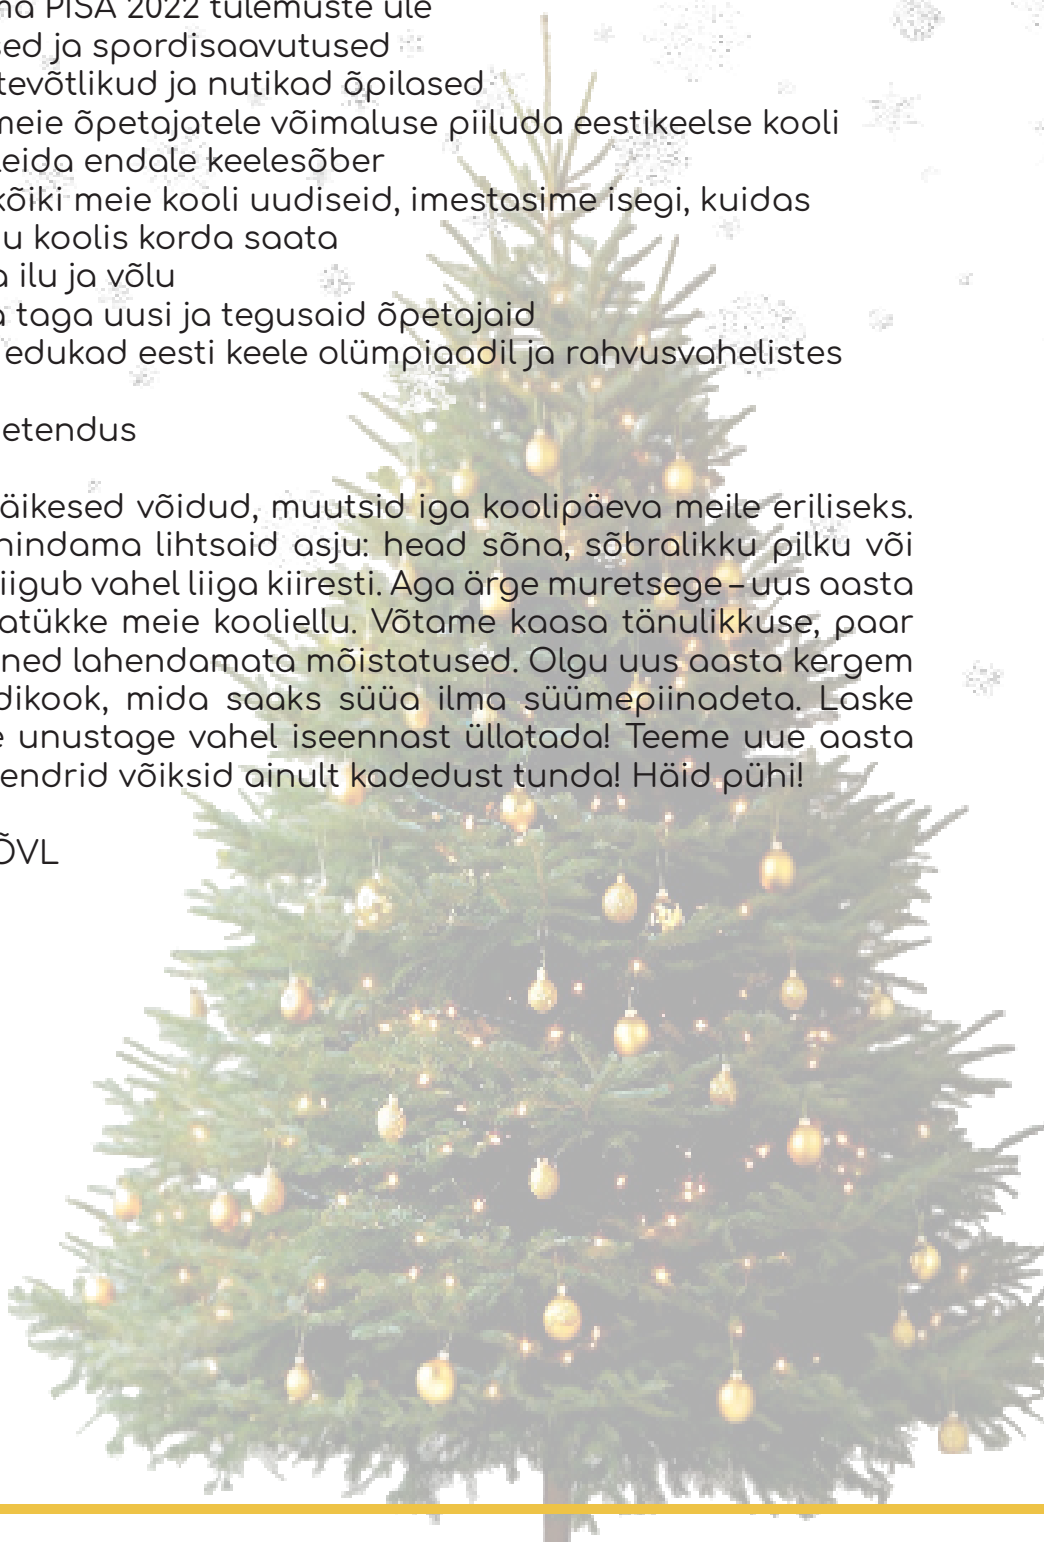 ma PISA 2022 tulemuste üle
sed ja spordisaavutused
tevõtlikud ja nutikad õpilased
meie õpetajatele võimaluse piiluda eestikeelse kooli
leida endale keelesõber
kõiki meie kooli uudiseid, imestasime isegi, kuidas
u koolis korda saata
a ilu ja võlu
a taga uusi ja tegusaid õpetajaid
edukad eesti keele olümpiaadil ja rahvusvahelistes
etendus
äikesed võidud, muutsid iga koolipäeva meile eriliseks.
hindama lihtsaid asju: head sõna, sõbralikku pilku või
iigub vahel liiga kiiresti. Aga ärge muretsege – uus aasta
atükke meie kooliellu. Võtame kaasa tänulikkuse, paar
ned lahendamata mõistatused. Olgu uus aasta kergem
dikook, mida saaks süüa ilma süümepiinadeta. Laske
e unustage vahel iseennast üllatada! Teeme uue aasta
endrid võiksid ainult kadedust tunda! Häid pühi!
ÕVL